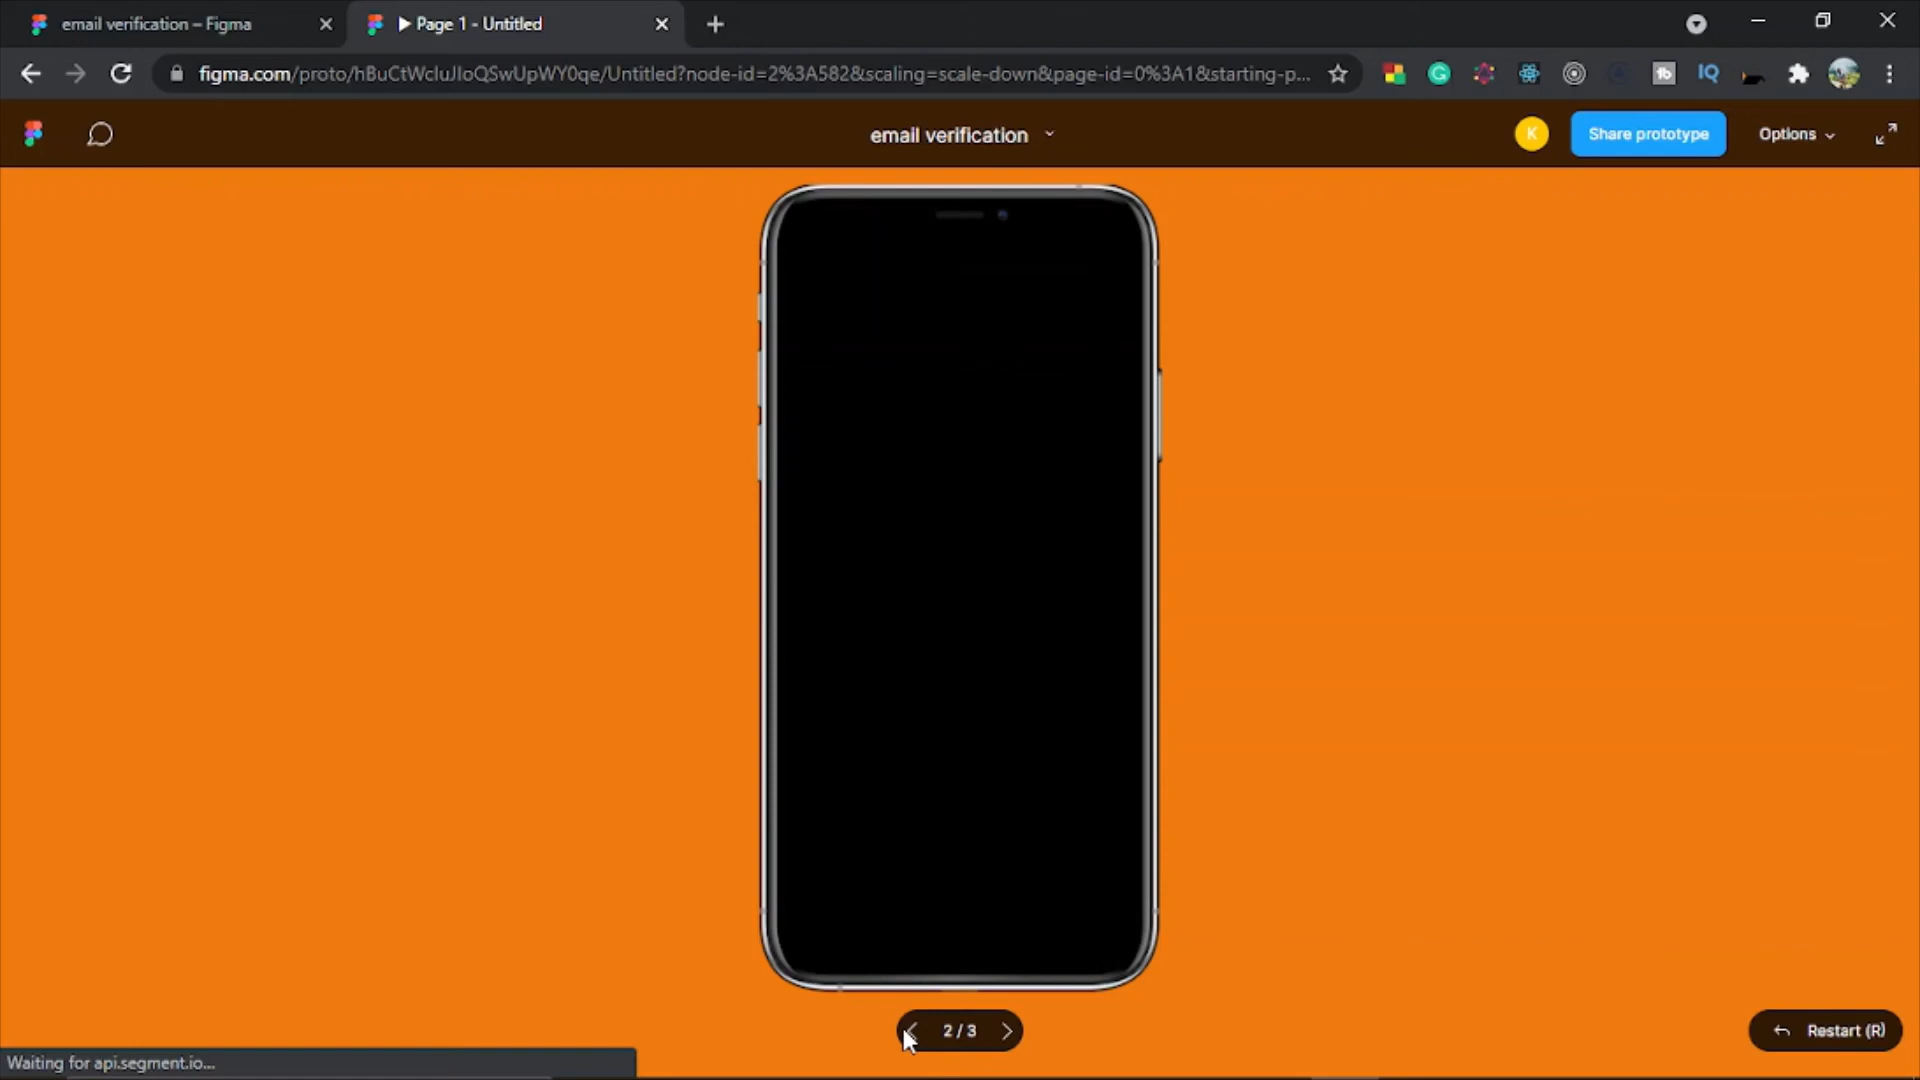 email verification – Figma
Page 1 - Untitled
figma.com/proto/hBuCtWcIuJIoQSwUpWY0qe/Untitled?node-id=2%3A582&scaling=scale-down&page-id=0%3A1&starting-p...
IQ
email verification
K
Share prototype
Options
2 / 3
Restart (R)
Waiting for api.segment.io...